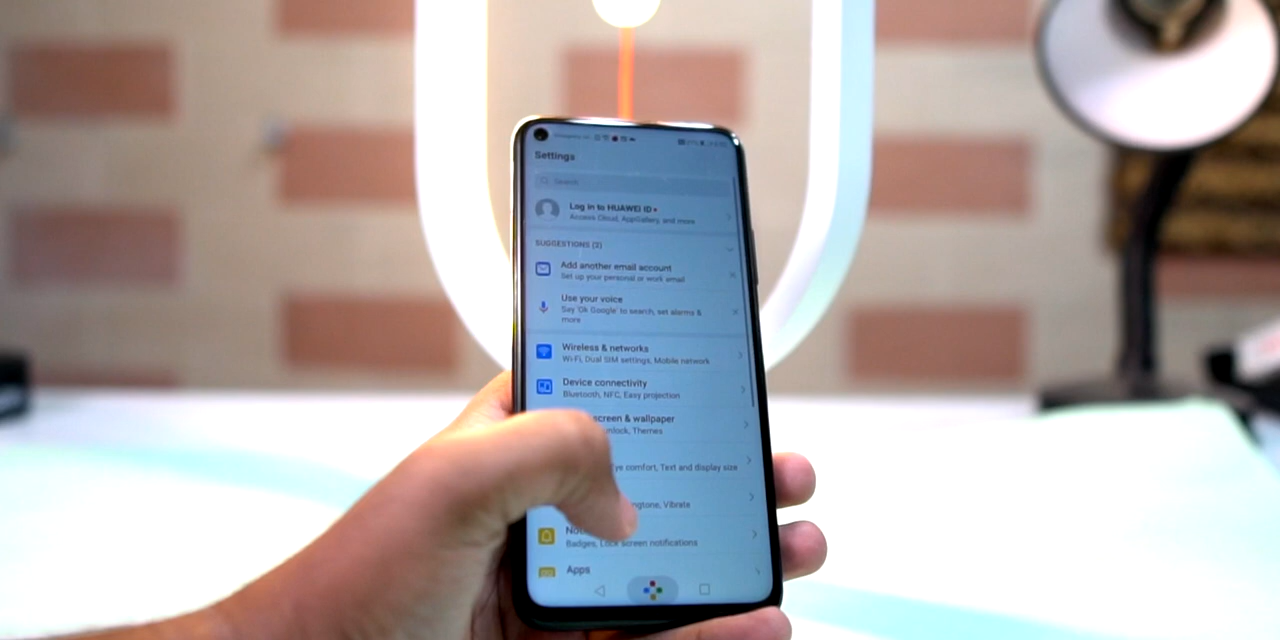 Settings
Search
Log in to HUAWEI ID
Access Cloud, AppGallery, and more
SUGGESTIONS (2)
Add another email account
Set up your personal or work email
Use your voice
Say 'Ok Google' to search, set alarms &
more
Wireless & networks
Wi-Fi, Dual SIM settings, Mobile network
Device connectivity
Bluetooth, NFC, Easy projection
screen & wallpaper
Themes
comfort, Text and display size
Vibrate
Badges, Lock screen notifications
Apps